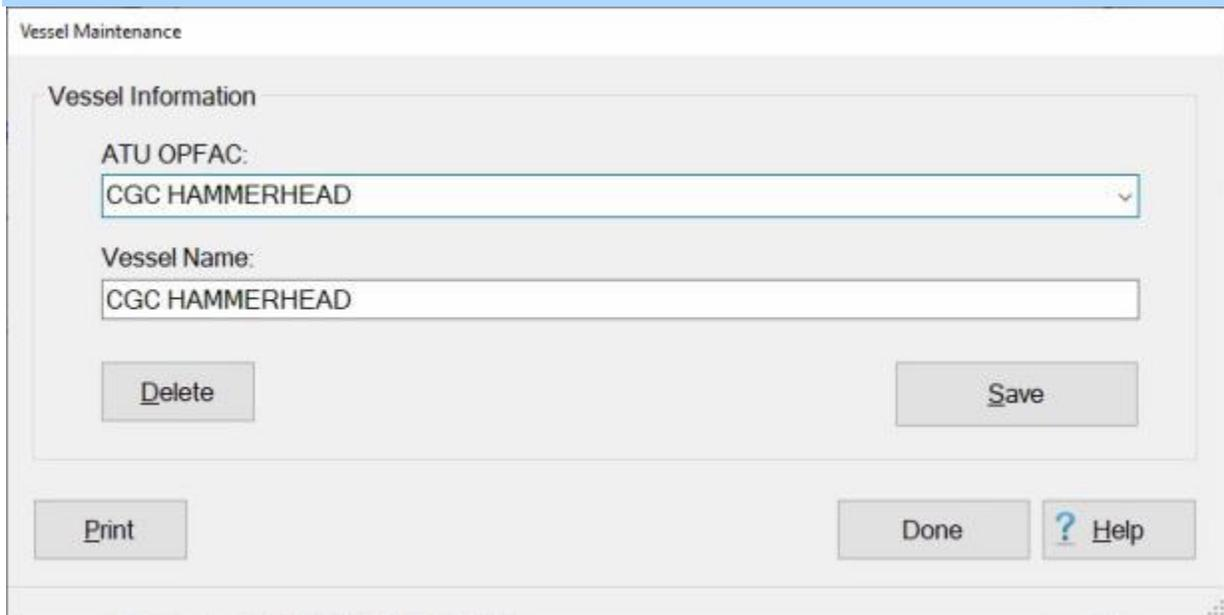 Vessel Maintenance
Vessel Information
ATU OPFAC:
CGC HAMMERHEAD
Vessel Name:
CGC HAMMERHEAD
Delete
Save
Print
Done
? Help